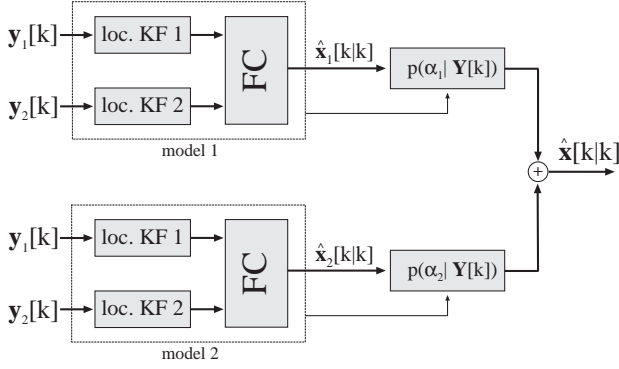 y₁[k]
loc. KF 1
y₂[k]
loc. KF 2
FC
x̂₁[k|k]
p(α₁| Y[k])
model 1
x̂[k|k]
+
y₁[k]
loc. KF 1
y₂[k]
loc. KF 2
FC
x̂₂[k|k]
p(α₂| Y[k])
model 2